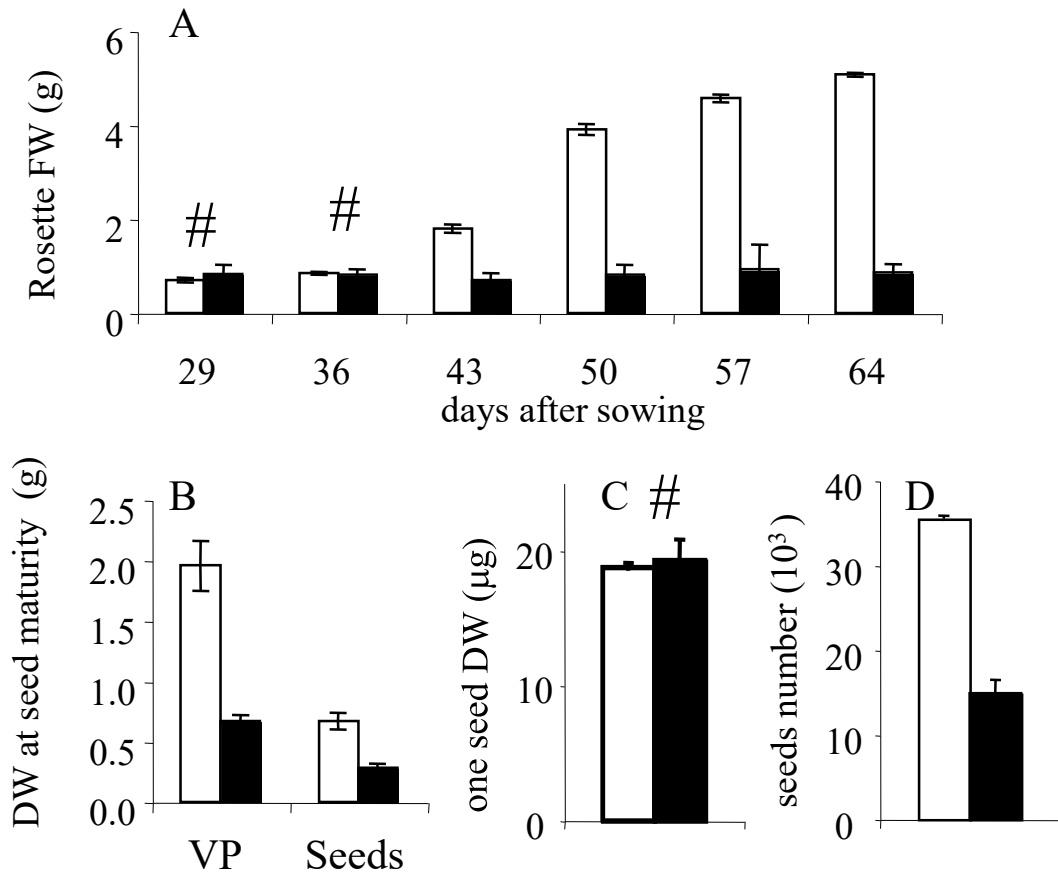 A
Rosette FW (g)
6
4
2
0
#
#
29 36 43 50 57 64
days after sowing
B
DW at seed maturity (g)
2.5
2.0
1.5
1.0
0.5
0.0
VP Seeds
C #
one seed DW (μg)
20
10
0
D
seeds number (10³)
40
30
20
10
0